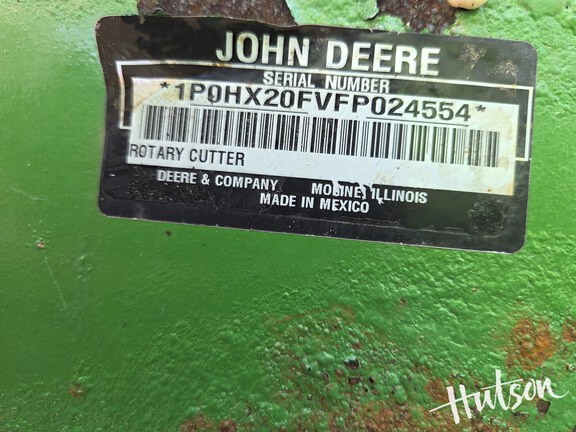 JOHN DEERE
SERIAL NUMBER
*1P0HX20FVFP024554*
ROTARY CUTTER
DEERE & COMPANY MOLINE, ILLINOIS
MADE IN MEXICO
Hutson